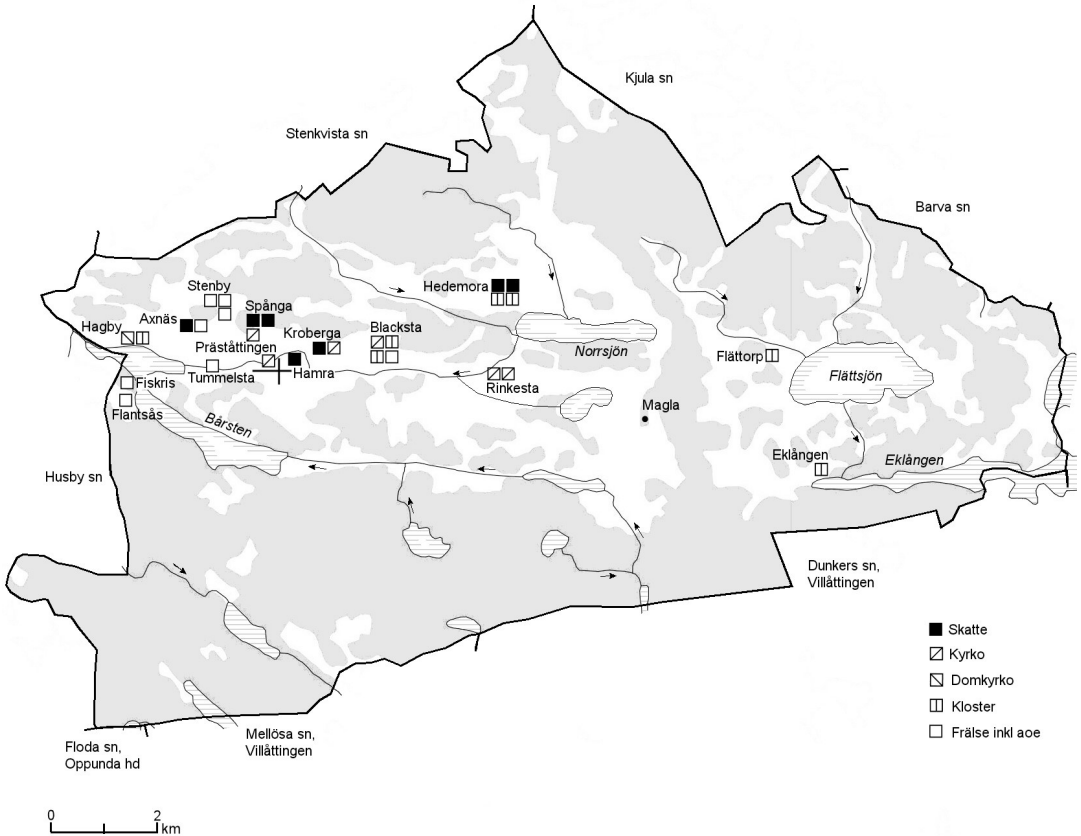 Kjula sn
Stenkvista sn
Barva sn
Stenby
Hedemora
Spånga
Axnäs
Hagby
Kroberga
Blacksta
Norrsjön
Präståttingen
Flättorp
Tummelsta
Hamra
Rinkesta
Flättsjön
Fiskris
Magla
Flantsås
Bårsten
Eklången
Eklången
Husby sn
Dunkers sn,
Villåttingen
Skatte
Kyrko
Domkyrko
Kloster
Frälse inkl aoe
Mellösa sn,
Villåttingen
Floda sn,
Oppunda hd
0 2
km